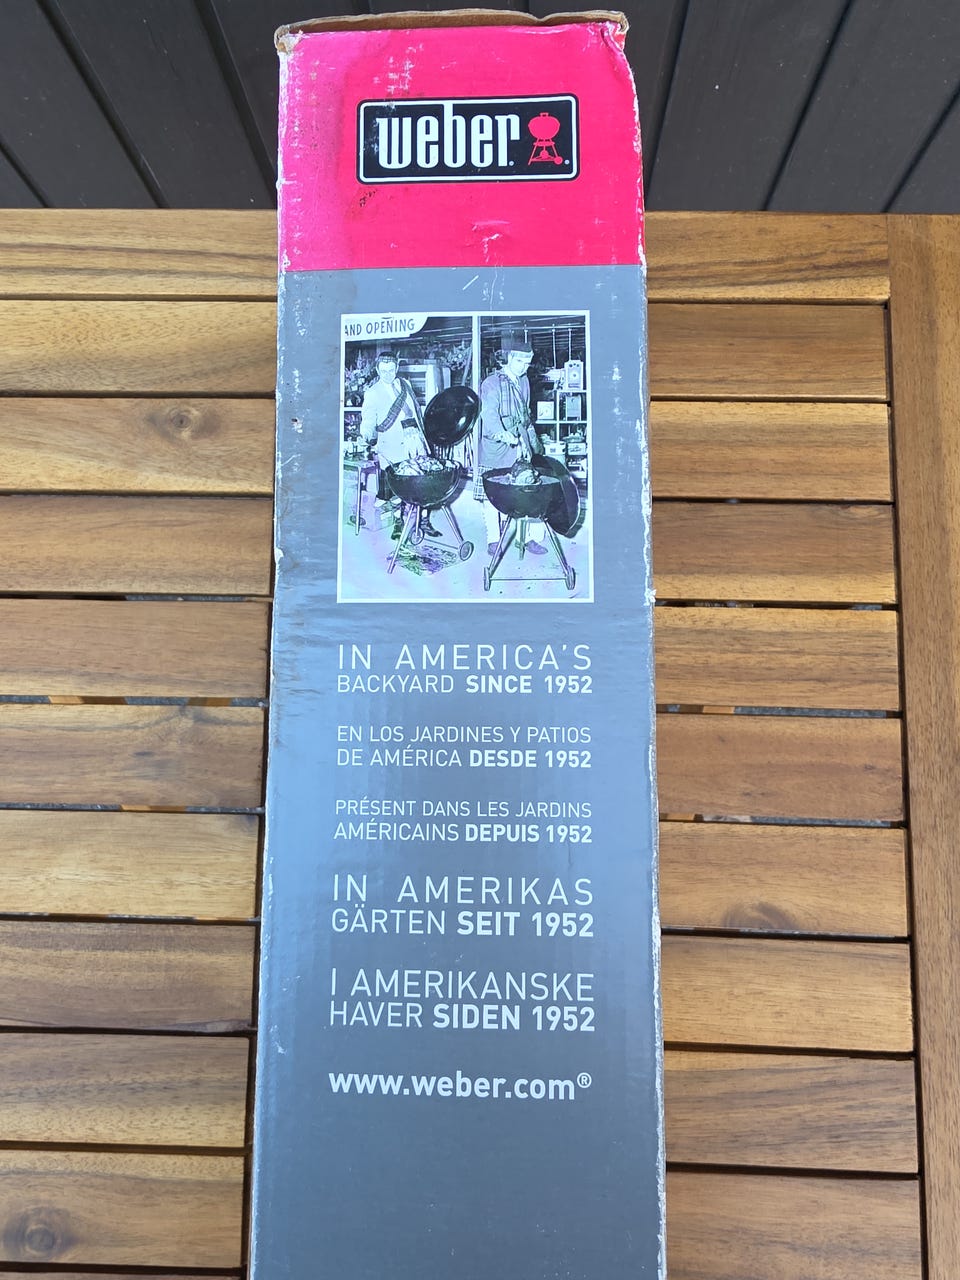 weber
AND OPENING
IN AMERICA'S
BACKYARD SINCE 1952
EN LOS JARDINES Y PATIOS
DE AMÉRICA DESDE 1952
PRÉSENT DANS LES JARDINS
AMÉRICAINS DEPUIS 1952
IN AMERIKAS
GÄRTEN SEIT 1952
I AMERIKANSKE
HAVER SIDEN 1952
www.weber.com®